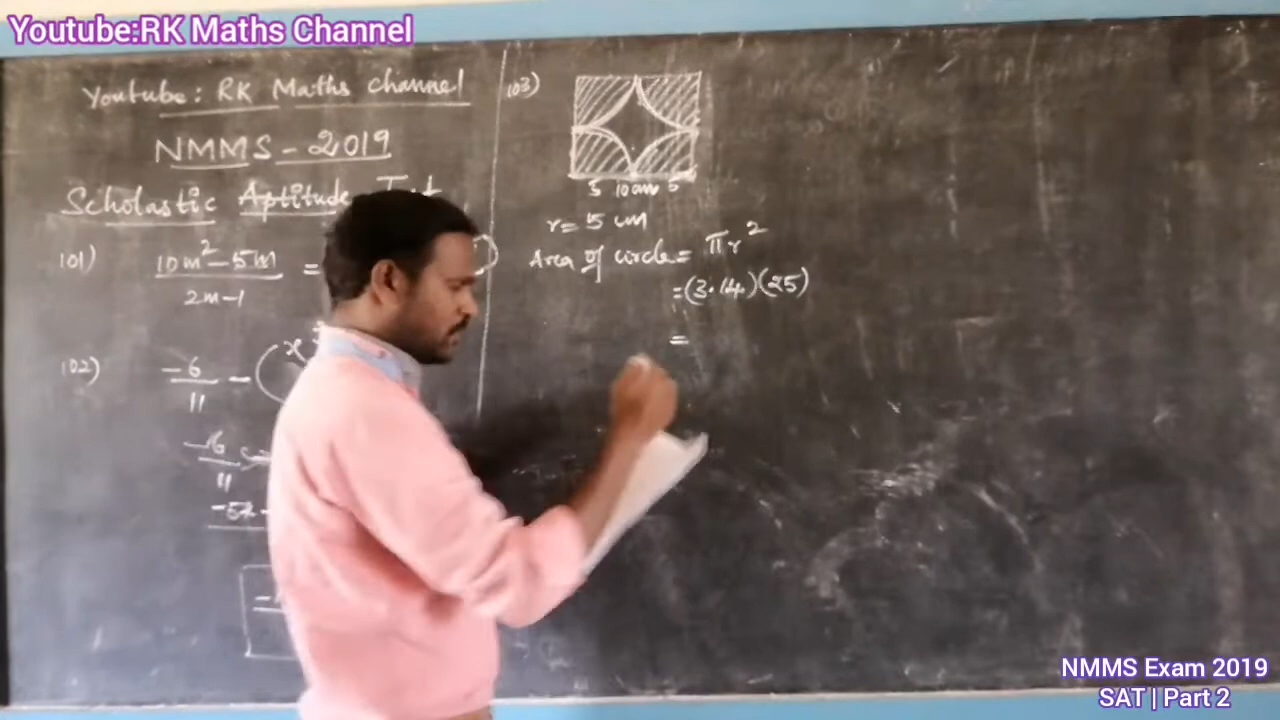 Youtube:RK Maths Channel
Youtube: RK Maths channel
NMMS - 2019
Scholastic Aptitude
101) 10m²-5m / 2m-1 =
102) -6/11 - (x
-6/11
103)
5 10cm 5
r= 5 cm
Area of circle= πr²
=(3.14)(25)
=
NMMS Exam 2019
SAT | Part 2